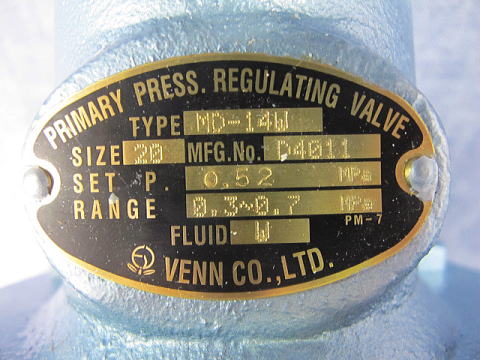 PRIMARY PRESS. REGULATING VALVE
TYPE MD-14W
SIZE 20 MFG.No. D4011
SET P. 0.52 MPa
RANGE 0.3~0.7 MPa
PM-7
FLUID W
VENN CO.,LTD.